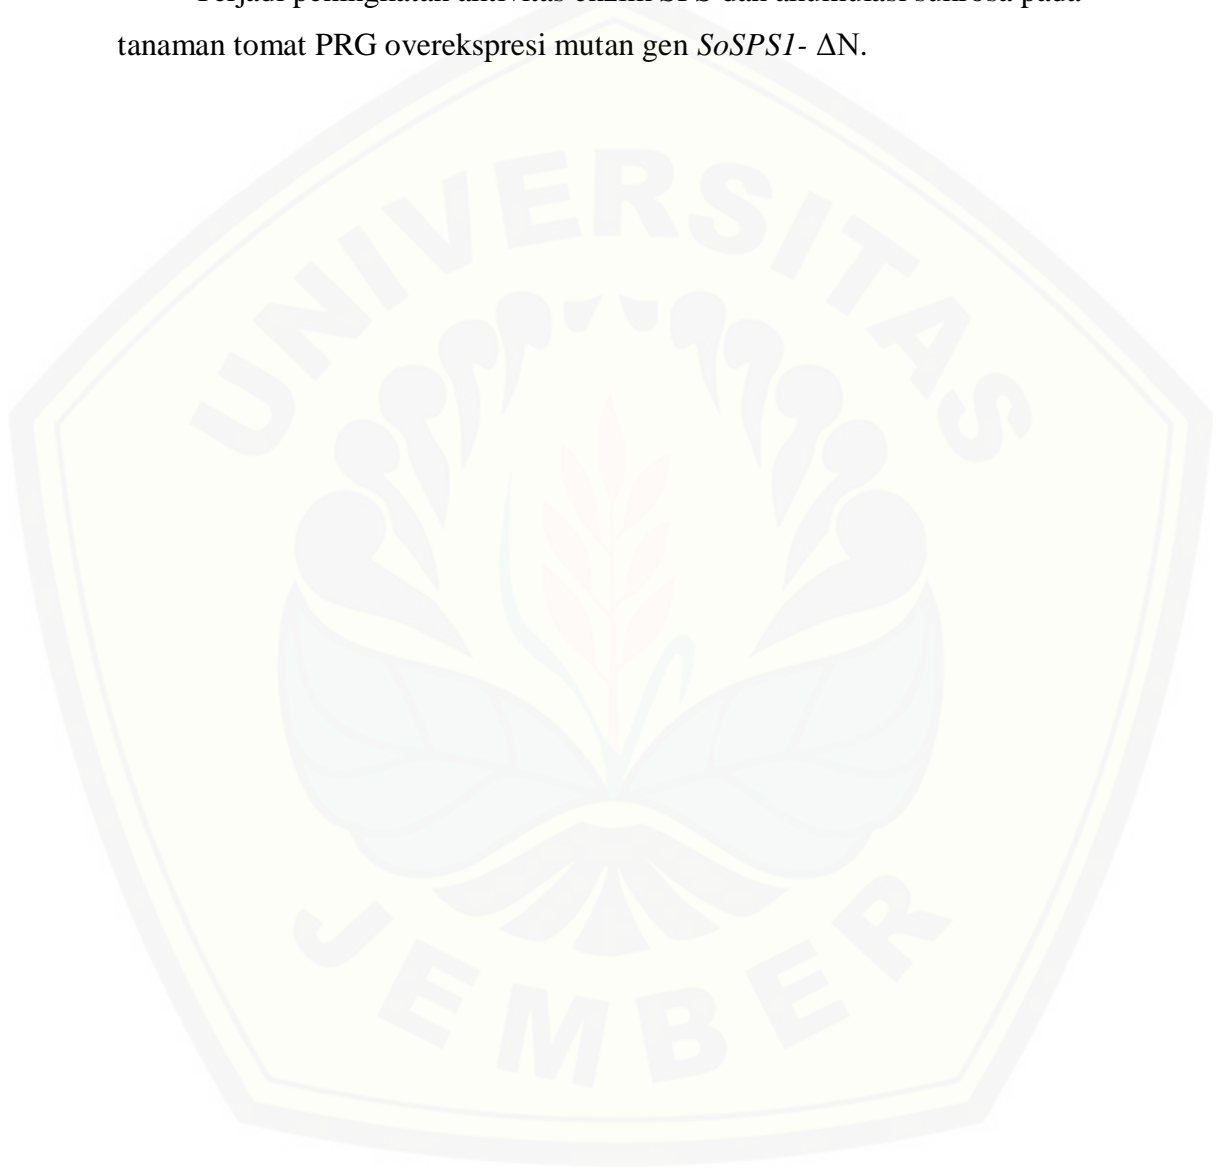 Terjadi peningkatan aktivitas enzim SPS dan akumulasi sukrosa pada
tanaman tomat PRG overekspresi mutan gen SoSPS1- ΔN.
UNIVERSITAS
JEMBER